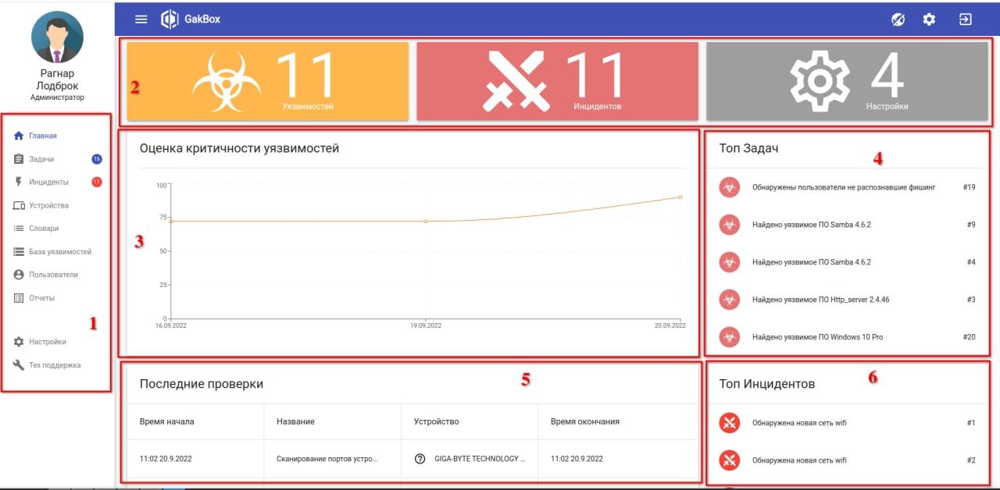 GakBox
Рагнар
Лодброк
Администратор
Главная
Задачи 16
Инциденты 11
Устройства
Словари
База уязвимостей
Пользователи
Отчеты
1
Настройки
Тех поддержка
2
11
Уязвимостей
11
Инцидентов
4
Настройки
Оценка критичности уязвимостей
100
75
3
50
25
0
16.09.2022 19.09.2022 20.09.2022
Топ Задач
4
Обнаружены пользователи не распознавшие фишинг #19
Найдено уязвимое ПО Samba 4.6.2 #9
Найдено уязвимое ПО Samba 4.6.2 #4
Найдено уязвимое ПО Http_server 2.4.46 #3
Найдено уязвимое ПО Windows 10 Pro #20
Последние проверки
5
Время начала Название Устройство Время окончания
11:02 20.9.2022 Сканирование портов устро... ? GIGA-BYTE TECHNOLOGY ... 11:02 20.9.2022
Топ Инцидентов
6
Обнаружена новая сеть wifi #1
Обнаружена новая сеть wifi #2